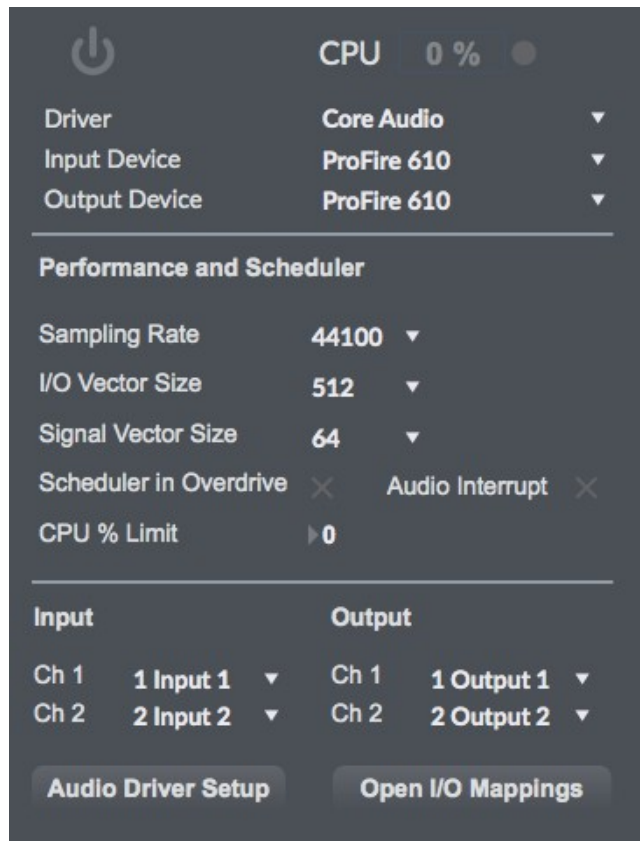 CPU 0 %
Driver Core Audio
Input Device ProFire 610
Output Device ProFire 610
Performance and Scheduler
Sampling Rate 44100
I/O Vector Size 512
Signal Vector Size 64
Scheduler in Overdrive Audio Interrupt
CPU % Limit 0
Input Output
Ch 1 1 Input 1 Ch 1 1 Output 1
Ch 2 2 Input 2 Ch 2 2 Output 2
Audio Driver Setup Open I/O Mappings